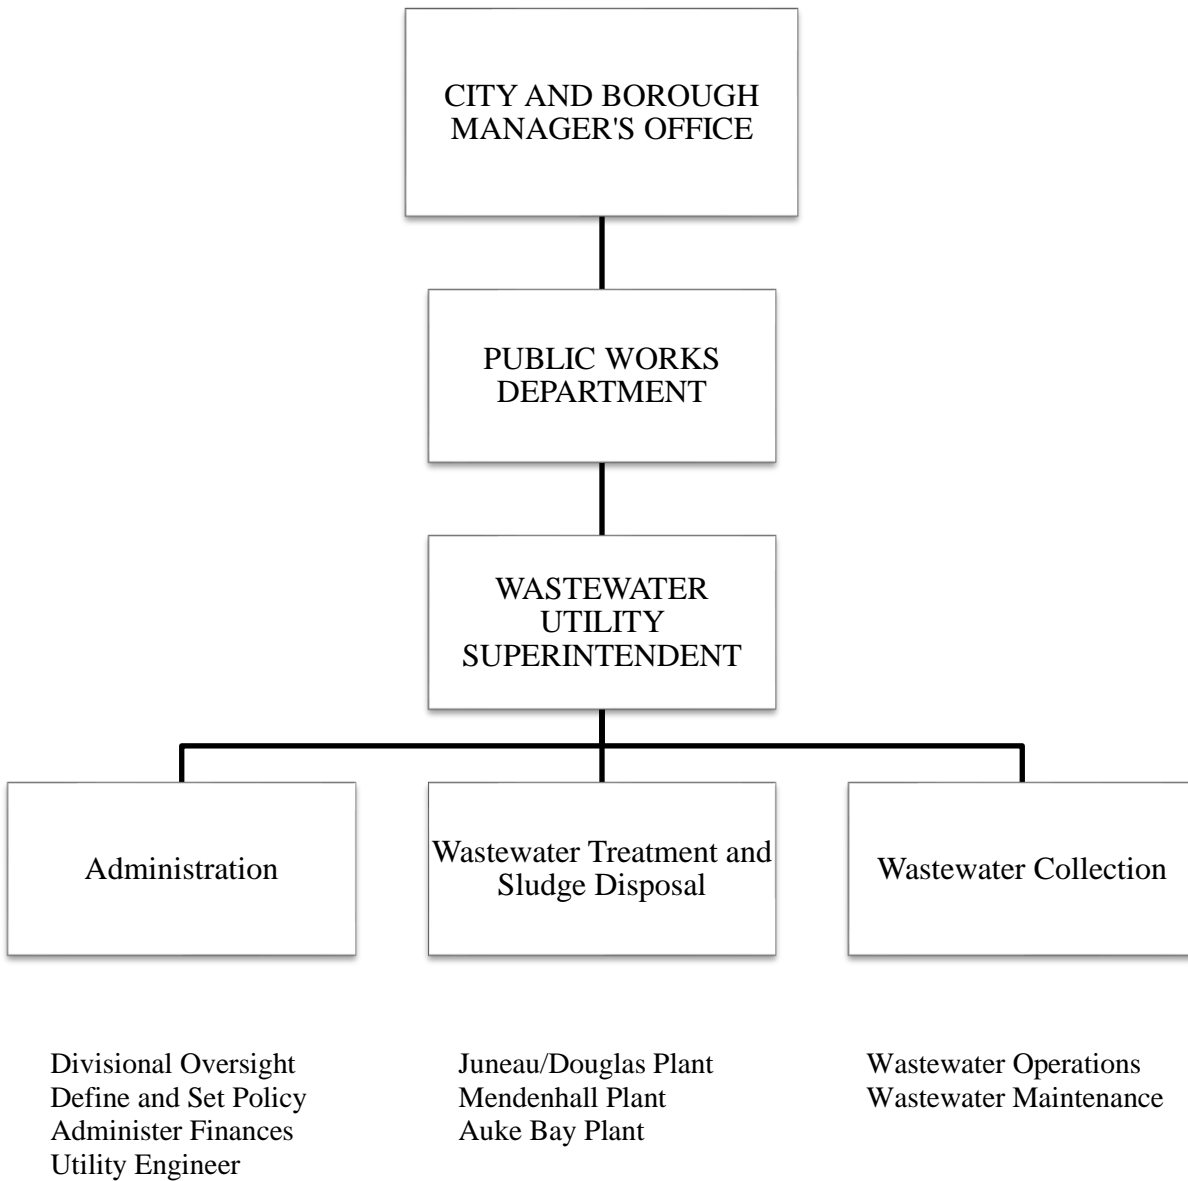 CITY AND BOROUGH
MANAGER'S OFFICE
PUBLIC WORKS
DEPARTMENT
WASTEWATER
UTILITY
SUPERINTENDENT
Administration
Wastewater Treatment and
Sludge Disposal
Wastewater Collection
Divisional Oversight
Define and Set Policy
Administer Finances
Utility Engineer
Juneau/Douglas Plant
Mendenhall Plant
Auke Bay Plant
Wastewater Operations
Wastewater Maintenance